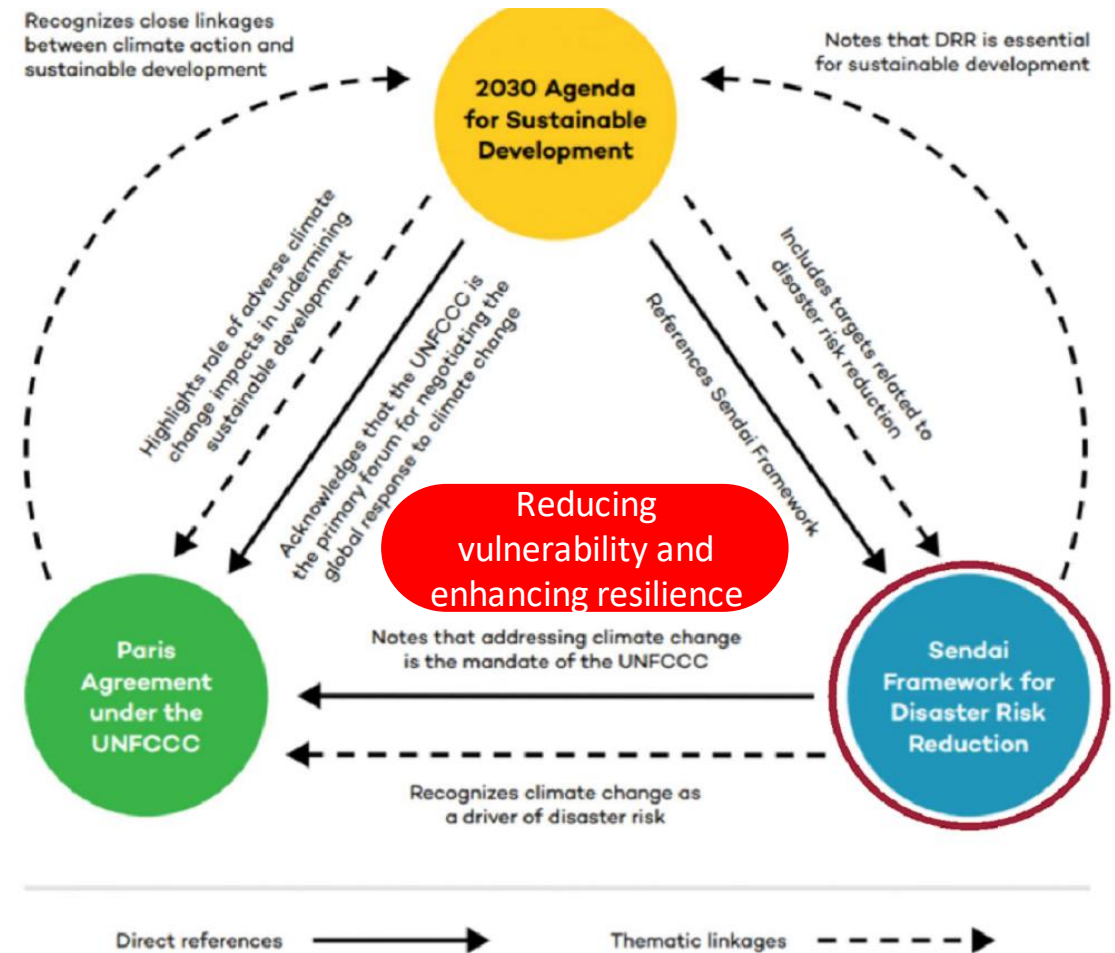 Recognizes close linkages
between climate action and
sustainable development
Notes that DRR is essential
for sustainable development
2030 Agenda
for Sustainable
Development
Highlights role of adverse climate
change impacts in undermining
sustainable development
Acknowledges that the UNFCCC is
the primary forum for negotiating the
global response to climate change
References Sendai Framework
Includes targets related to
disaster risk reduction
Reducing
vulnerability and
enhancing resilience
Notes that addressing climate change
is the mandate of the UNFCCC
Paris
Agreement
under the
UNFCCC
Sendai
Framework for
Disaster Risk
Reduction
Recognizes climate change as
a driver of disaster risk
Direct references
Thematic linkages